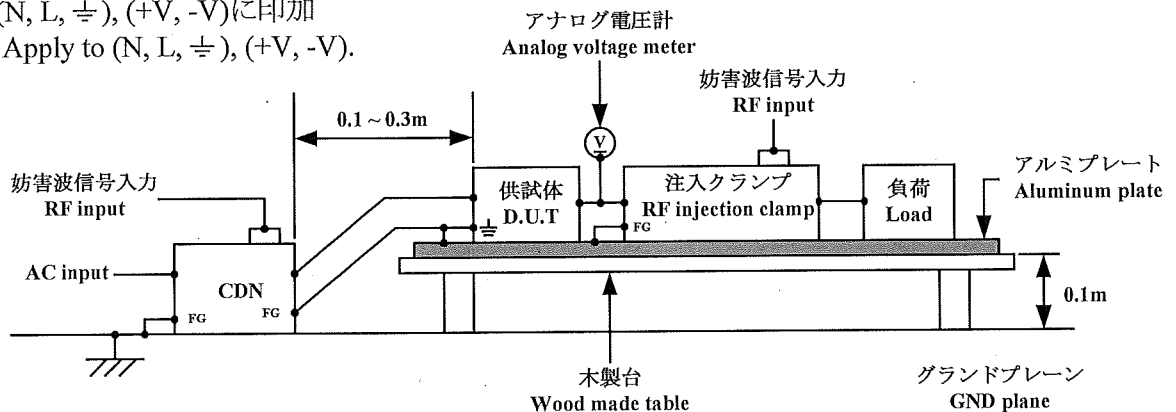 (N, L, ⏚), (+V, -V)に印加
Apply to (N, L, ⏚), (+V, -V).
アナログ電圧計
Analog voltage meter
妨害波信号入力
RF input
0.1 ~ 0.3m
V
アルミプレート
Aluminum plate
妨害波信号入力
RF input
供試体
D.U.T
注入クランプ
RF injection clamp
FG
負荷
Load
AC input
CDN
FG
FG
0.1m
木製台
Wood made table
グランドプレーン
GND plane